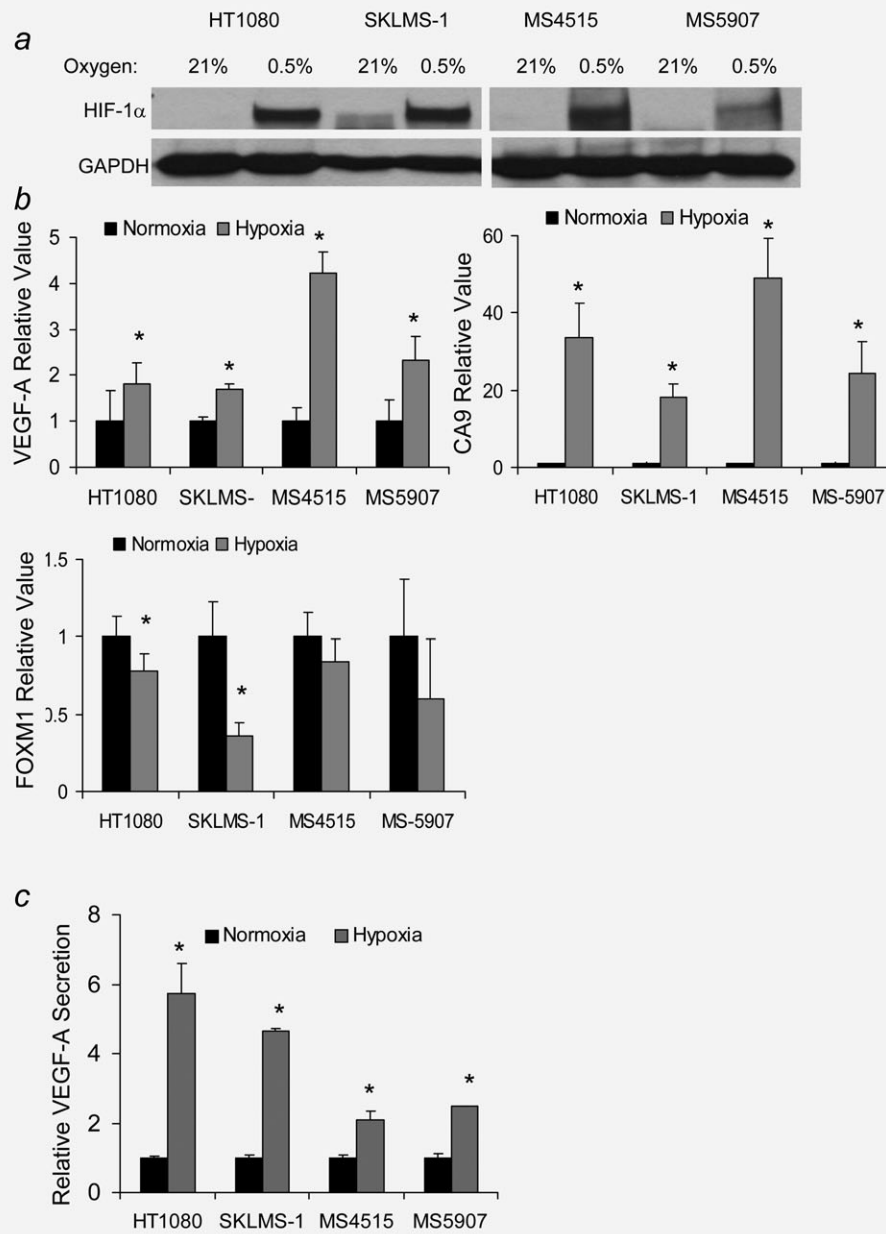 HT1080 SKLMS-1 MS4515 MS5907
a
Oxygen: 21% 0.5% 21% 0.5% 21% 0.5% 21% 0.5%
HIF-1α
GAPDH
b
Normoxia Hypoxia
VEGF-A Relative Value
5
4
3
2
1
0
HT1080 SKLMS- MS4515 MS5907
* * * *
Normoxia Hypoxia
CA9 Relative Value
60
40
20
0
HT1080 SKLMS-1 MS4515 MS-5907
* * * *
Normoxia Hypoxia
FOXM1 Relative Value
1.5
1
0.5
0
HT1080 SKLMS-1 MS4515 MS-5907
* *
c
Normoxia Hypoxia
Relative VEGF-A Secretion
8
6
4
2
0
HT1080 SKLMS-1 MS4515 MS5907
* * * *